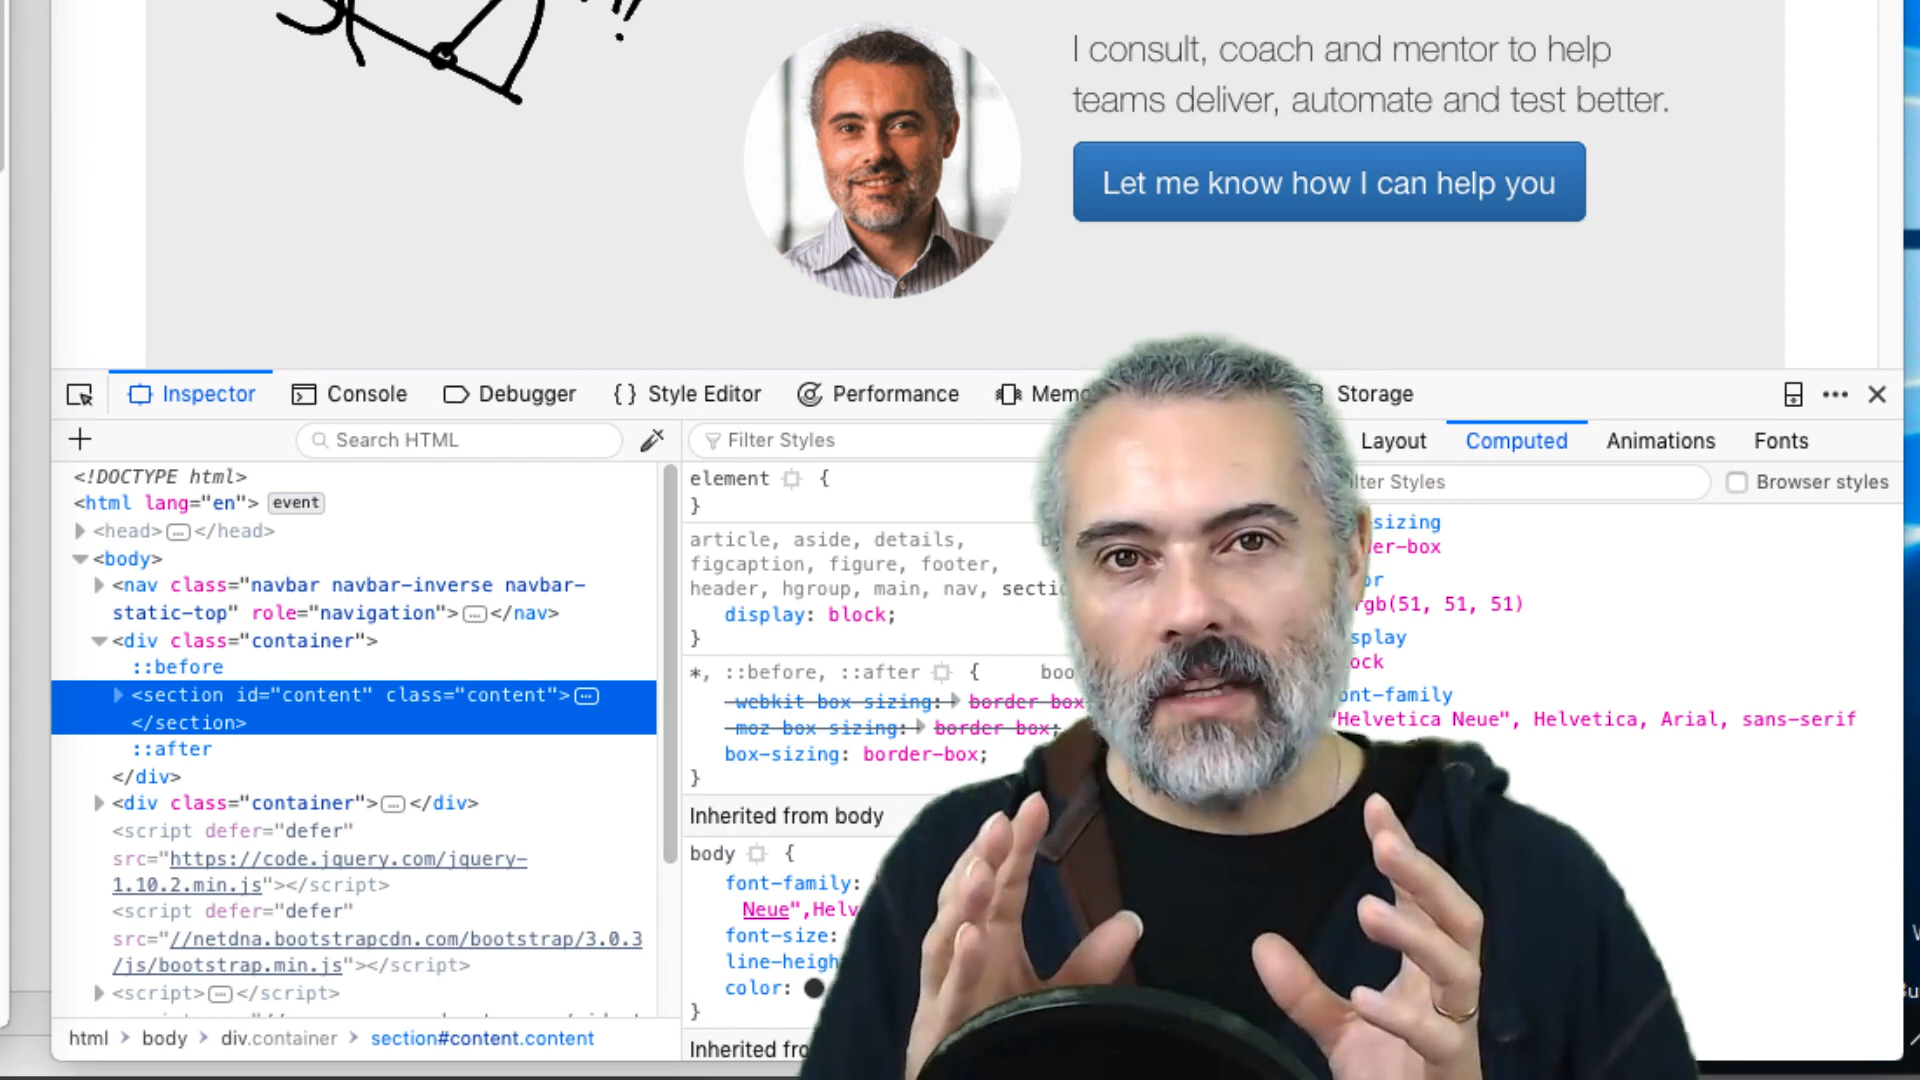 I consult, coach and mentor to help
teams deliver, automate and test better.
Let me know how I can help you
Inspector
Console
Debugger
{} Style Editor
Performance
Storage
Search HTML
Filter Styles
Layout
Computed
Animations
Fonts
Styles
Browser styles
<!DOCTYPE html>
<html lang="en"> event
<head> … </head>
<body>
<nav class="navbar navbar-inverse navbar-
static-top" role="navigation"> … </nav>
<div class="container">
::before
<section id="content" class="content"> …
</section>
::after
</div>
<div class="container"> … </div>
<script defer="defer"
src="https://code.jquery.com/jquery-
1.10.2.min.js"></script>
<script defer="defer"
src="//netdna.bootstrapcdn.com/bootstrap/3.0.3
/js/bootstrap.min.js"></script>
<script> … </script>
html > body > div.container > section#content.content
element {
}
article, aside, details,
figcaption, figure, footer,
header, hgroup, main, nav,
display: block;
}
*, ::before, ::after {
-webkit-box-sizing: border-box
-moz-box-sizing: border-box;
box-sizing: border-box;
}
Inherited from body
body {
font-family:
Neue",Helv
font-size:
line-heigh
color:
}
Inherited
sizing
rgb(51, 51, 51)
"Helvetica Neue", Helvetica, Arial, sans-serif